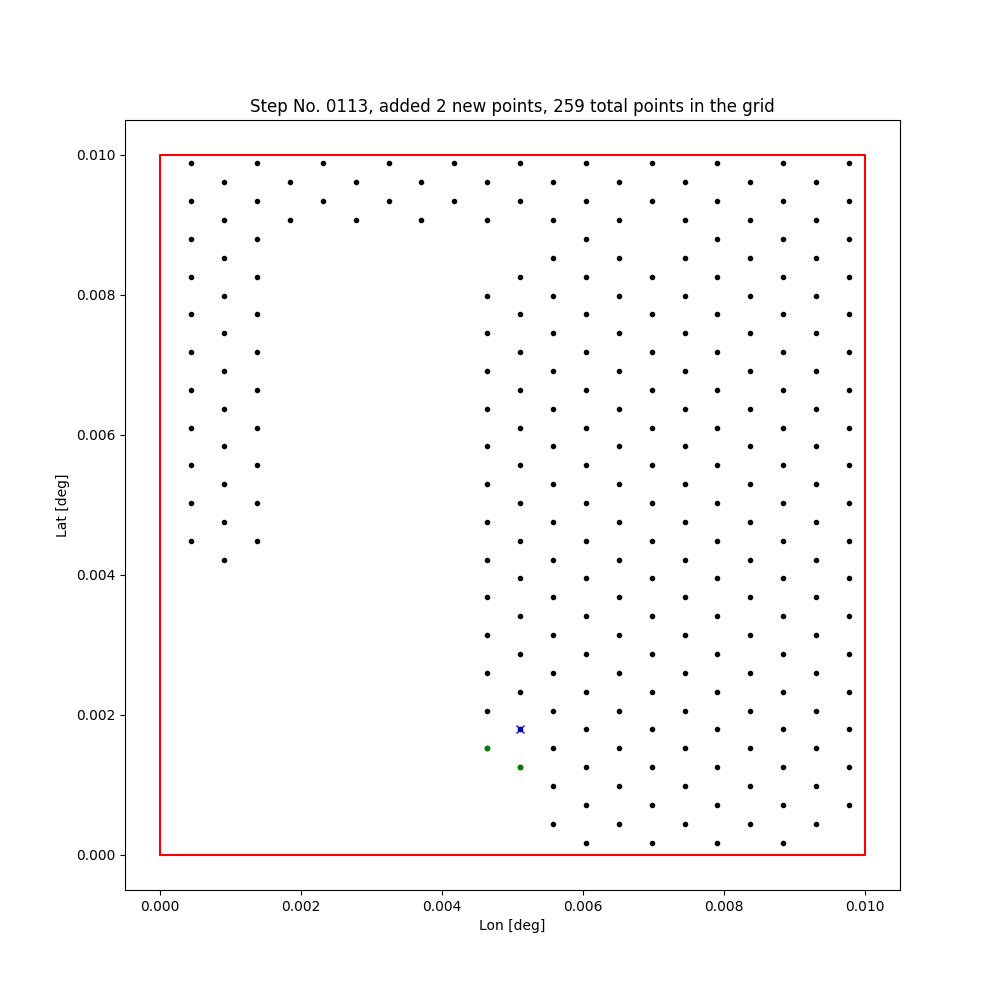 Step No. 0113, added 2 new points, 259 total points in the grid
0.010
0.008
0.006
0.004
0.002
0.000
Lat [deg]
0.000 0.002 0.004 0.006 0.008 0.010
Lon [deg]